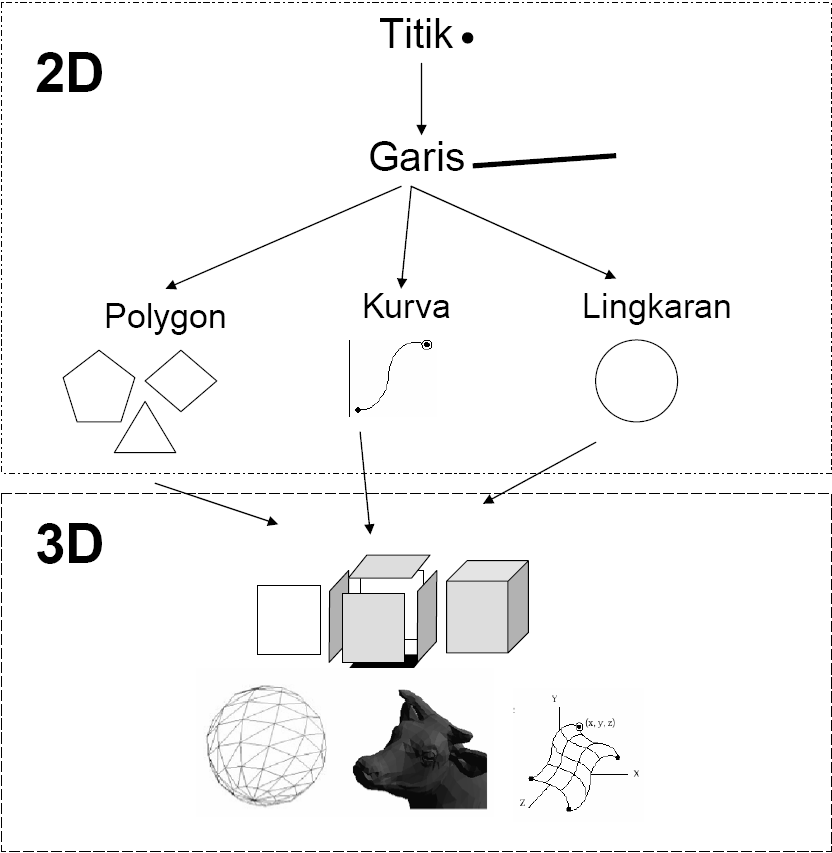 Titik
2D
Garis
Polygon
Kurva
Lingkaran
3D
Y
(x, y, z)
X
Z